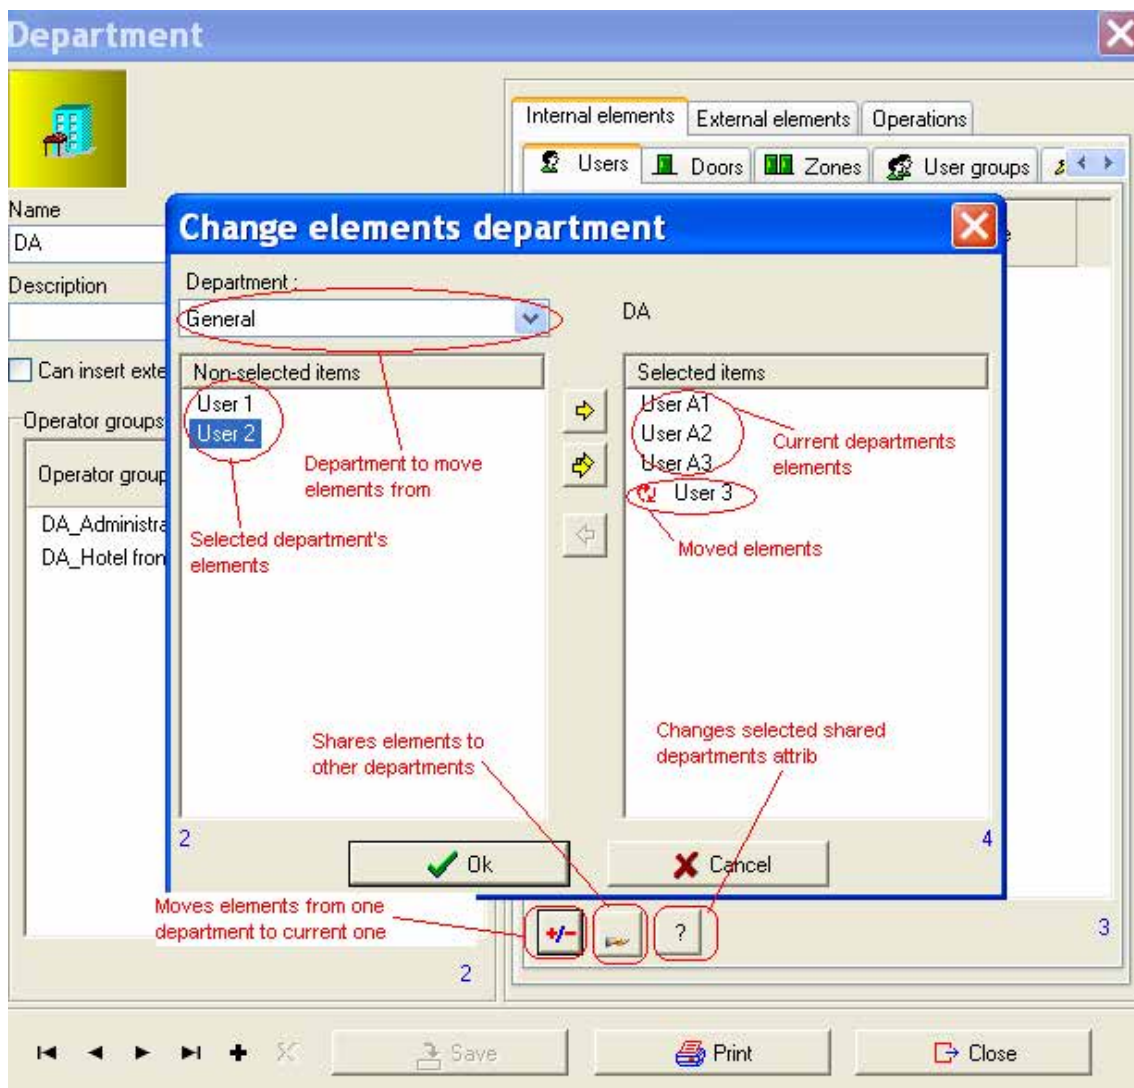 Department
Internal elements
External elements
Operations
Users
Doors
Zones
User groups
Name
DA
Description
Can insert exte
Operator groups
Operator group
DA_Administra
DA_Hotel fron
Change elements department
Department :
General
DA
Non-selected items
User 1
User 2
Selected items
User A1
User A2
User A3
User 3
Department to move
elements from
Selected department's
elements
Current departments
elements
Moved elements
Shares elements to
other departments
Changes selected shared
departments attrib
2
4
Ok
Cancel
Moves elements from one
department to current one
+/-
?
3
2
Save
Print
Close